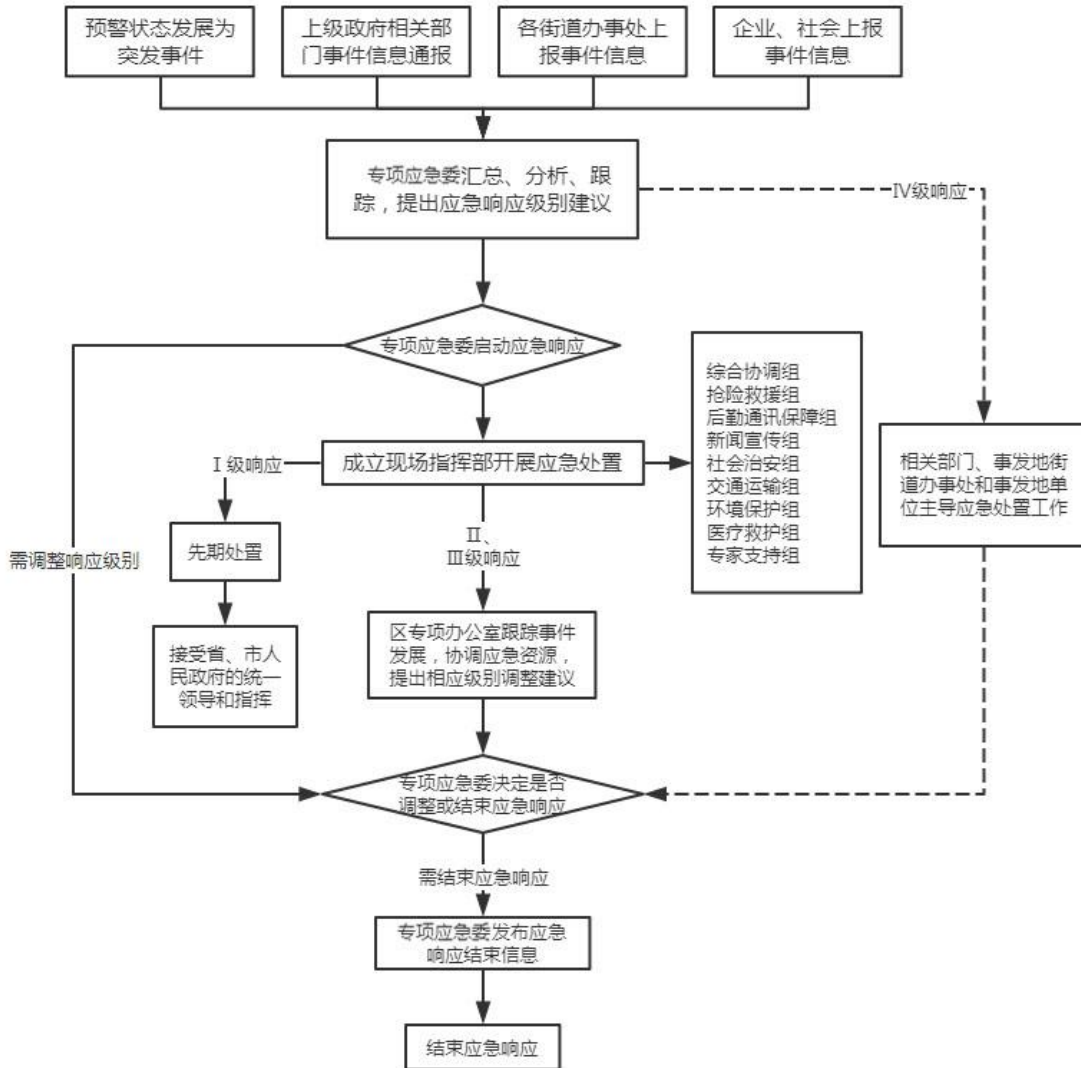 预警状态发展为
突发事件
上级政府相关部
门事件信息通报
各街道办事处上
报事件信息
企业、社会上报
事件信息
专项应急委汇总、分析、跟
踪，提出应急响应级别建议
Ⅳ级响应
专项应急委启动应急响应
综合协调组
抢险救援组
后勤通讯保障组
新闻宣传组
社会治安组
交通运输组
环境保护组
医疗救护组
专家支持组
Ⅰ级响应
成立现场指挥部开展应急处置
相关部门、事发地街
道办事处和事发地单
位主导应急处置工作
需调整响应级别
先期处置
Ⅱ、
Ⅲ级响应
接受省、市人
民政府的统一
领导和指挥
区专项办公室跟踪事件
发展，协调应急资源，
提出相应级别调整建议
专项应急委决定是否
调整或结束应急响应
需结束应急响应
专项应急委发布应急
响应结束信息
结束应急响应